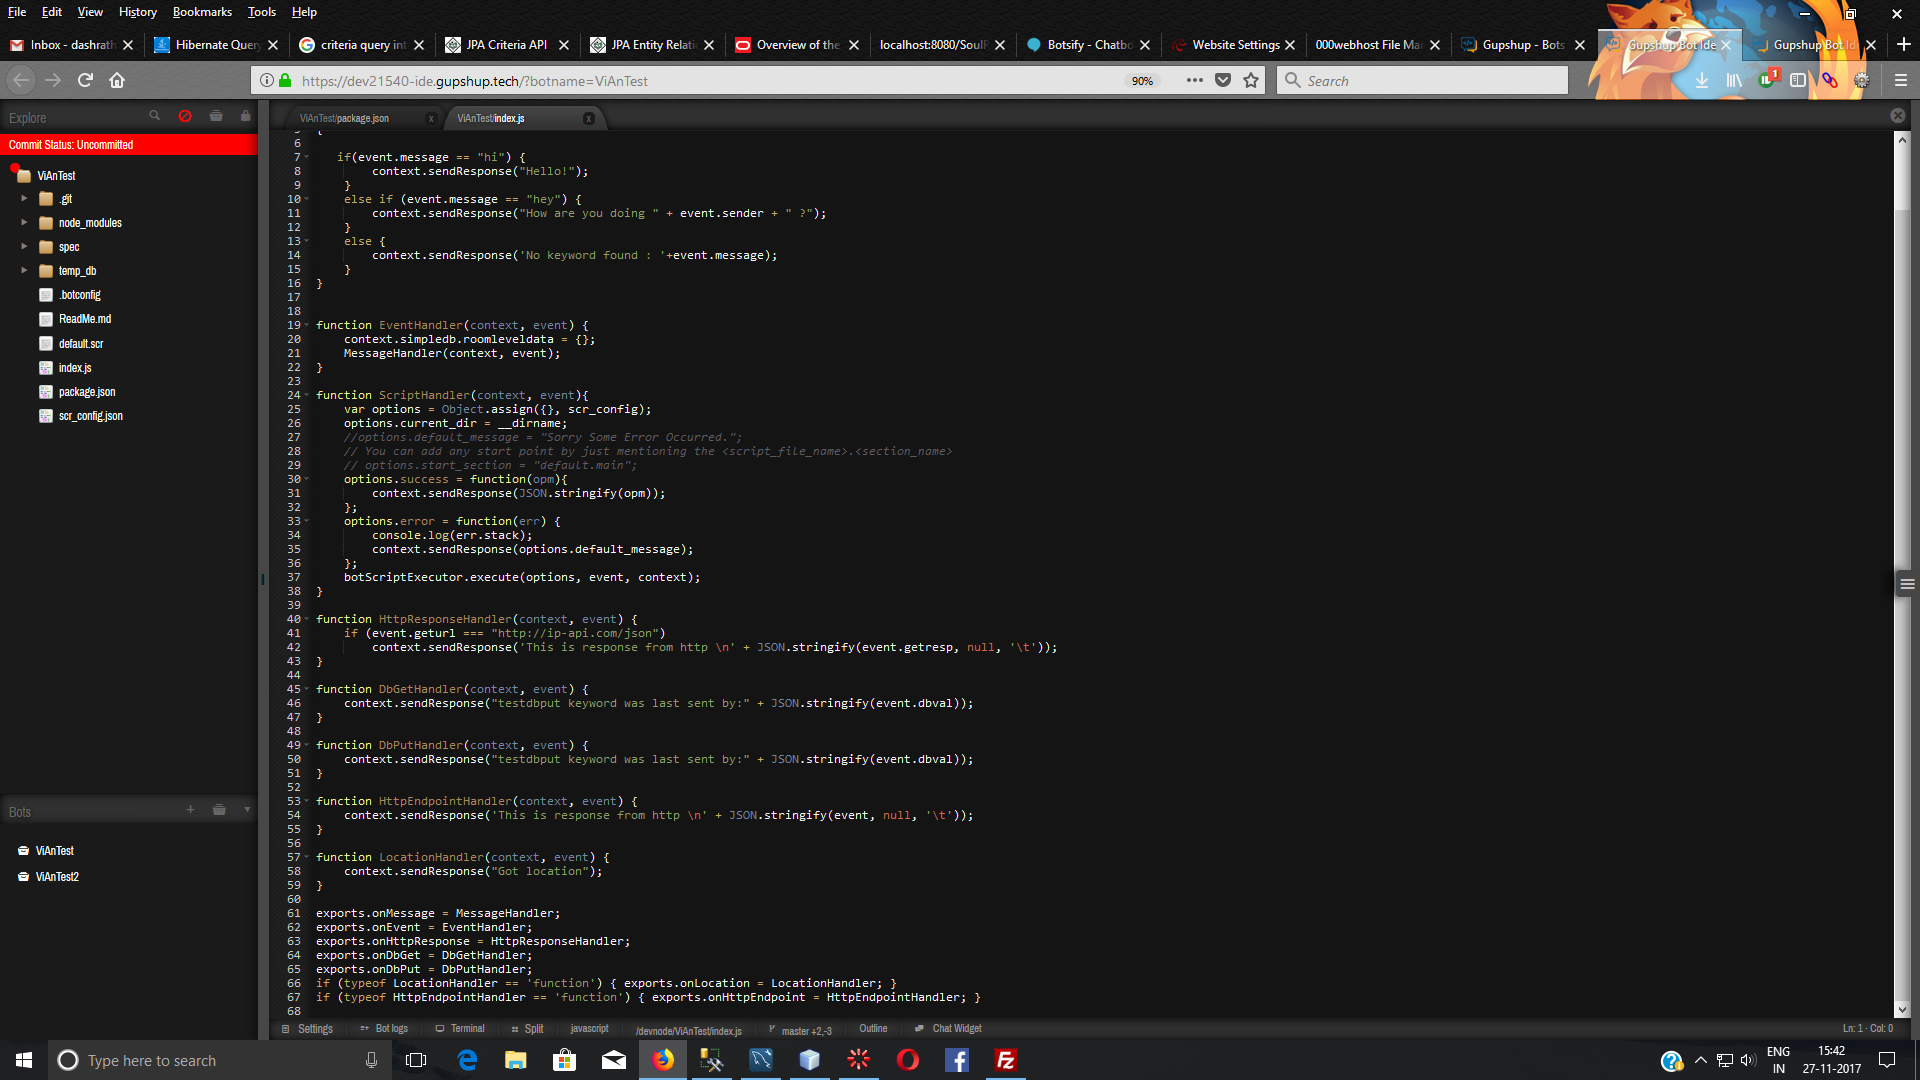 File Edit View History Bookmarks Tools Help
Inbox - dashrath
Hibernate Query
criteria query in
JPA Criteria API
JPA Entity Relati
Overview of the
localhost:8080/Soul
Botsify - Chatbo
Website Settings
000webhost File Ma
Gupshup - Bots
Gupshup Bot Ide
Gupshup Bot Id
https://dev21540-ide.gupshup.tech/?botname=ViAnTest
90%
Search
1
Explore
Commit Status: Uncommitted
ViAnTest
.git
node_modules
spec
temp_db
.botconfig
ReadMe.md
default.scr
index.js
package.json
scr_config.json
Bots
ViAnTest
ViAnTest2
ViAnTest/package.json x
ViAnTest/index.js x
5 {
6
7 if(event.message == "hi") {
8 context.sendResponse("Hello!");
9 }
10 else if (event.message == "hey") {
11 context.sendResponse("How are you doing " + event.sender + " ?");
12 }
13 else {
14 context.sendResponse('No keyword found : '+event.message);
15 }
16 }
17
18
19 function EventHandler(context, event) {
20 context.simpledb.roomleveldata = {};
21 MessageHandler(context, event);
22 }
23
24 function ScriptHandler(context, event){
25 var options = Object.assign({}, scr_config);
26 options.current_dir = __dirname;
27 //options.default_message = "Sorry Some Error Occurred.";
28 // You can add any start point by just mentioning the <script_file_name>.<section_name>
29 // options.start_section = "default.main";
30 options.success = function(opm){
31 context.sendResponse(JSON.stringify(opm));
32 };
33 options.error = function(err) {
34 console.log(err.stack);
35 context.sendResponse(options.default_message);
36 };
37 botScriptExecutor.execute(options, event, context);
38 }
39
40 function HttpResponseHandler(context, event) {
41 if (event.geturl === "http://ip-api.com/json")
42 context.sendResponse('This is response from http \n' + JSON.stringify(event.getresp, null, '\t'));
43 }
44
45 function DbGetHandler(context, event) {
46 context.sendResponse("testdbput keyword was last sent by:" + JSON.stringify(event.dbval));
47 }
48
49 function DbPutHandler(context, event) {
50 context.sendResponse("testdbput keyword was last sent by:" + JSON.stringify(event.dbval));
51 }
52
53 function HttpEndpointHandler(context, event) {
54 context.sendResponse('This is response from http \n' + JSON.stringify(event, null, '\t'));
55 }
56
57 function LocationHandler(context, event) {
58 context.sendResponse("Got location");
59 }
60
61 exports.onMessage = MessageHandler;
62 exports.onEvent = EventHandler;
63 exports.onHttpResponse = HttpResponseHandler;
64 exports.onDbGet = DbGetHandler;
65 exports.onDbPut = DbPutHandler;
66 if (typeof LocationHandler == 'function') { exports.onLocation = LocationHandler; }
67 if (typeof HttpEndpointHandler == 'function') { exports.onHttpEndpoint = HttpEndpointHandler; }
68
Settings Bot logs Terminal Split javascript /devnode/ViAnTest/index.js master +2,-3 Outline Chat Widget Ln: 1 - Col: 0
Type here to search
ENG
IN
15:42
27-11-2017